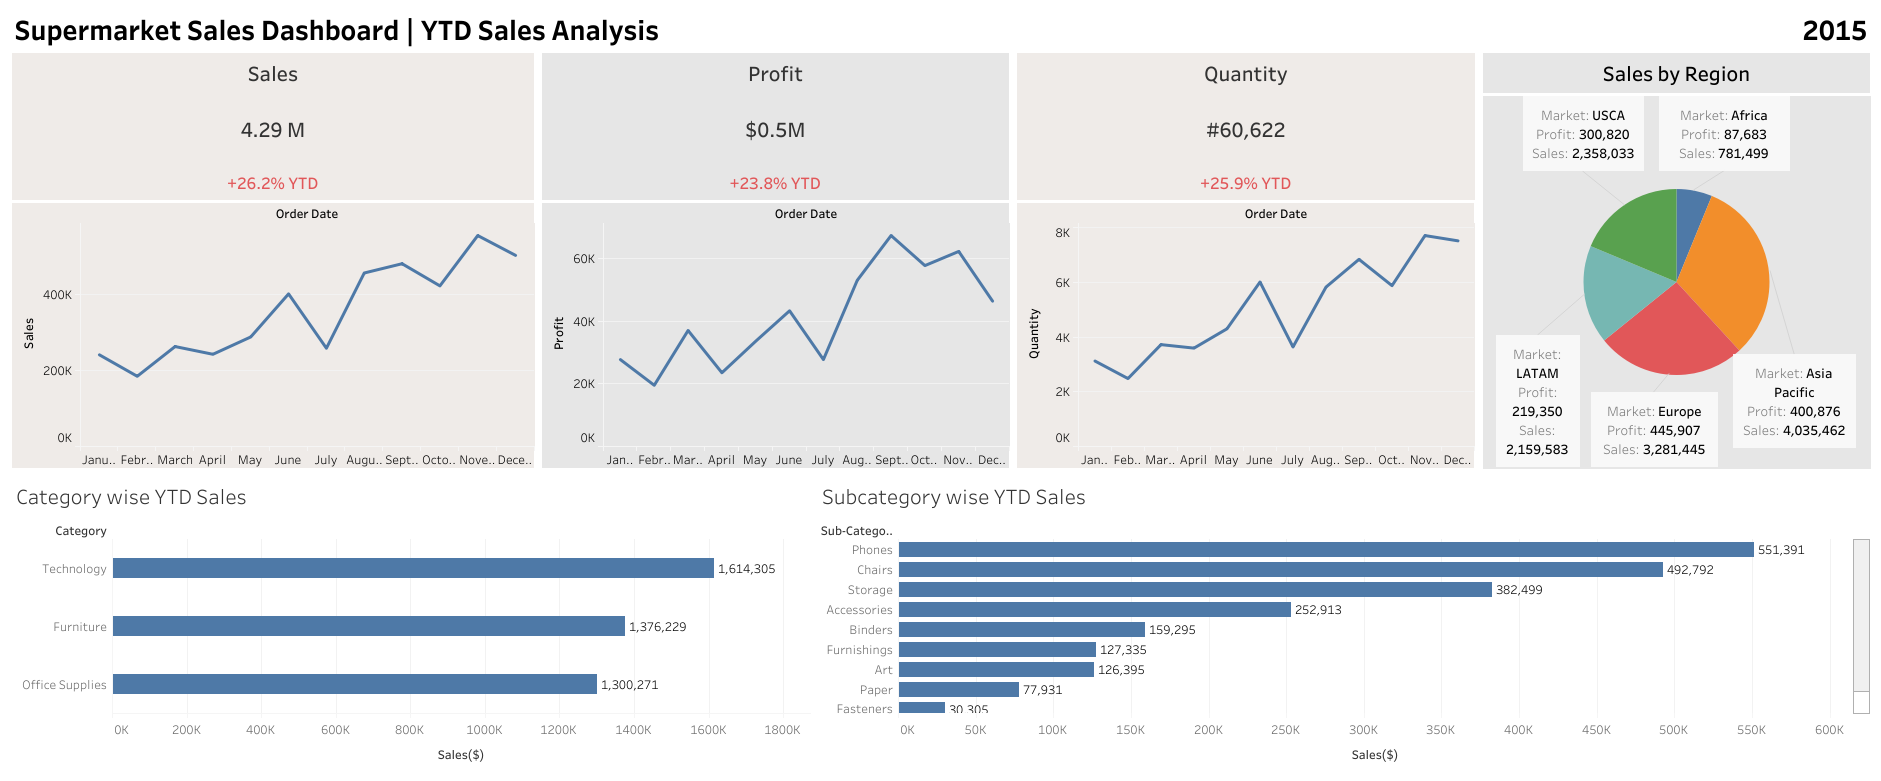 Supermarket Sales Dashboard | YTD Sales Analysis
2015
Sales
4.29 M
+26.2% YTD
Profit
$0.5M
+23.8% YTD
Quantity
#60,622
+25.9% YTD
Sales by Region
Order Date
Sales
400K
200K
0K
Janu..
Febr..
March
April
May
June
July
Augu..
Sept..
Octo..
Nove..
Dece..
Order Date
Profit
60K
40K
20K
0K
Jan..
Febr..
Mar..
April
May
June
July
Aug..
Sept..
Oct..
Nov..
Dec..
Order Date
Quantity
8K
6K
4K
2K
0K
Jan..
Feb..
Mar..
April
May
June
July
Aug..
Sep..
Oct..
Nov..
Dec..
Market: USCA
Profit: 300,820
Sales: 2,358,033
Market: Africa
Profit: 87,683
Sales: 781,499
Market:
LATAM
Profit:
219,350
Sales:
2,159,583
Market: Europe
Profit: 445,907
Sales: 3,281,445
Market: Asia
Pacific
Profit: 400,876
Sales: 4,035,462
Category wise YTD Sales
Category
Technology
1,614,305
Furniture
1,376,229
Office Supplies
1,300,271
0K
200K
400K
600K
800K
1000K
1200K
1400K
1600K
1800K
Sales($)
Subcategory wise YTD Sales
Sub-Catego..
Phones
551,391
Chairs
492,792
Storage
382,499
Accessories
252,913
Binders
159,295
Furnishings
127,335
Art
126,395
Paper
77,931
Fasteners
30,305
0K
50K
100K
150K
200K
250K
300K
350K
400K
450K
500K
550K
600K
Sales($)